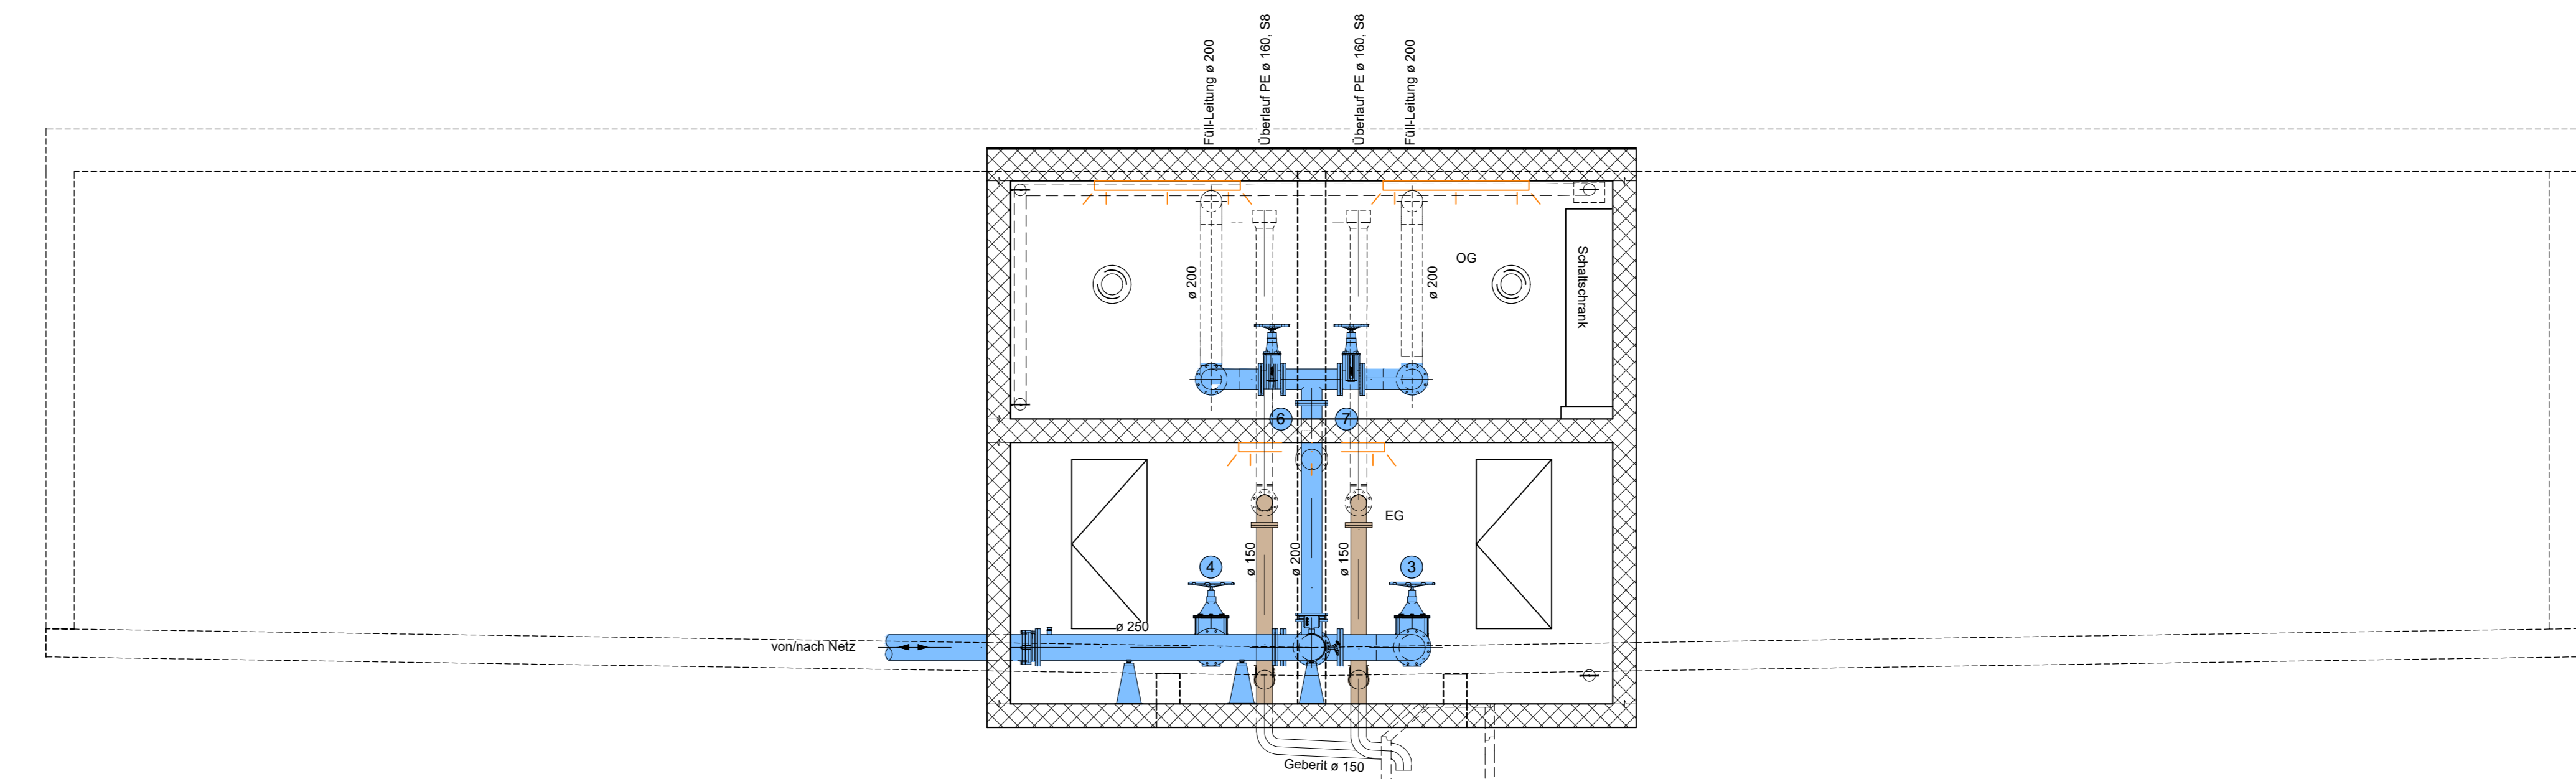 Füll-Leitung ø 200
Überlauf PE ø 160, S8
Überlauf PE ø 160, S8
Füll-Leitung ø 200
ø 200
ø 200
OG
Schaltschrank
6
7
EG
ø 150
ø 200
ø 150
4
3
ø 250
von/nach Netz
Geberit ø 150